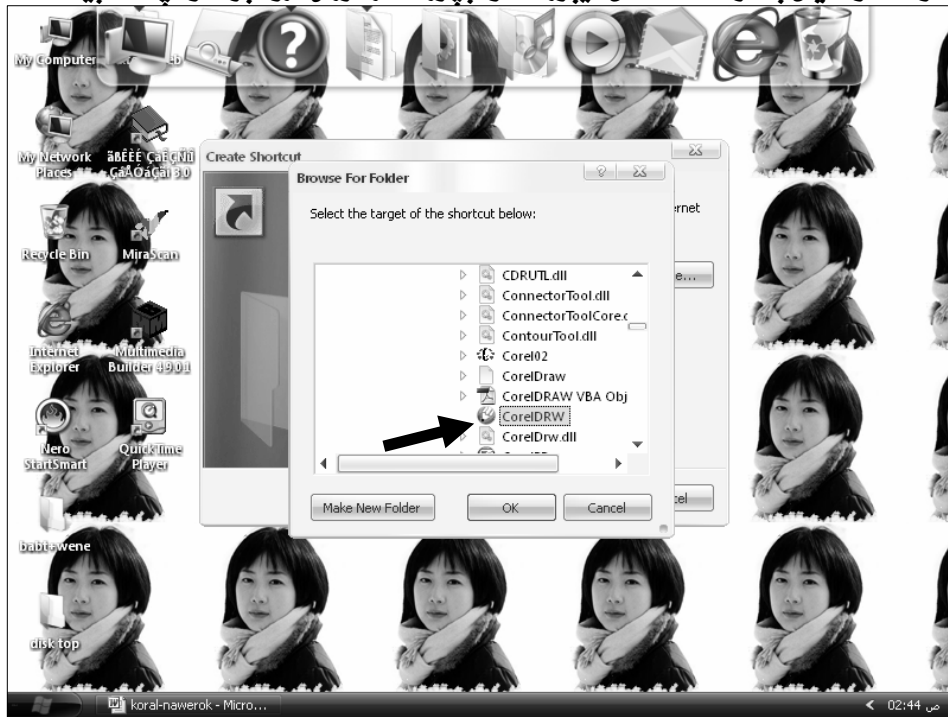 My Computer
My Network
Places
ãßÊÈÉ
3.0
Recycle Bin
MiraScan
Internet
Explorer
Multimedia
Builder 4.9.0.1
Nero
StartSmart
QuickTime
Player
babt+wene
disk top
Create Shortcut
Browse For Folder
Select the target of the shortcut below:
CDRUTL.dll
ConnectorTool.dll
ConnectorToolCore.c
ContourTool.dll
Corel02
CorelDraw
CorelDRAW VBA Obj
CorelDRW
CorelDrw.dll
Make New Folder
OK
Cancel
koral-nawerok - Micro...
02:44 ص